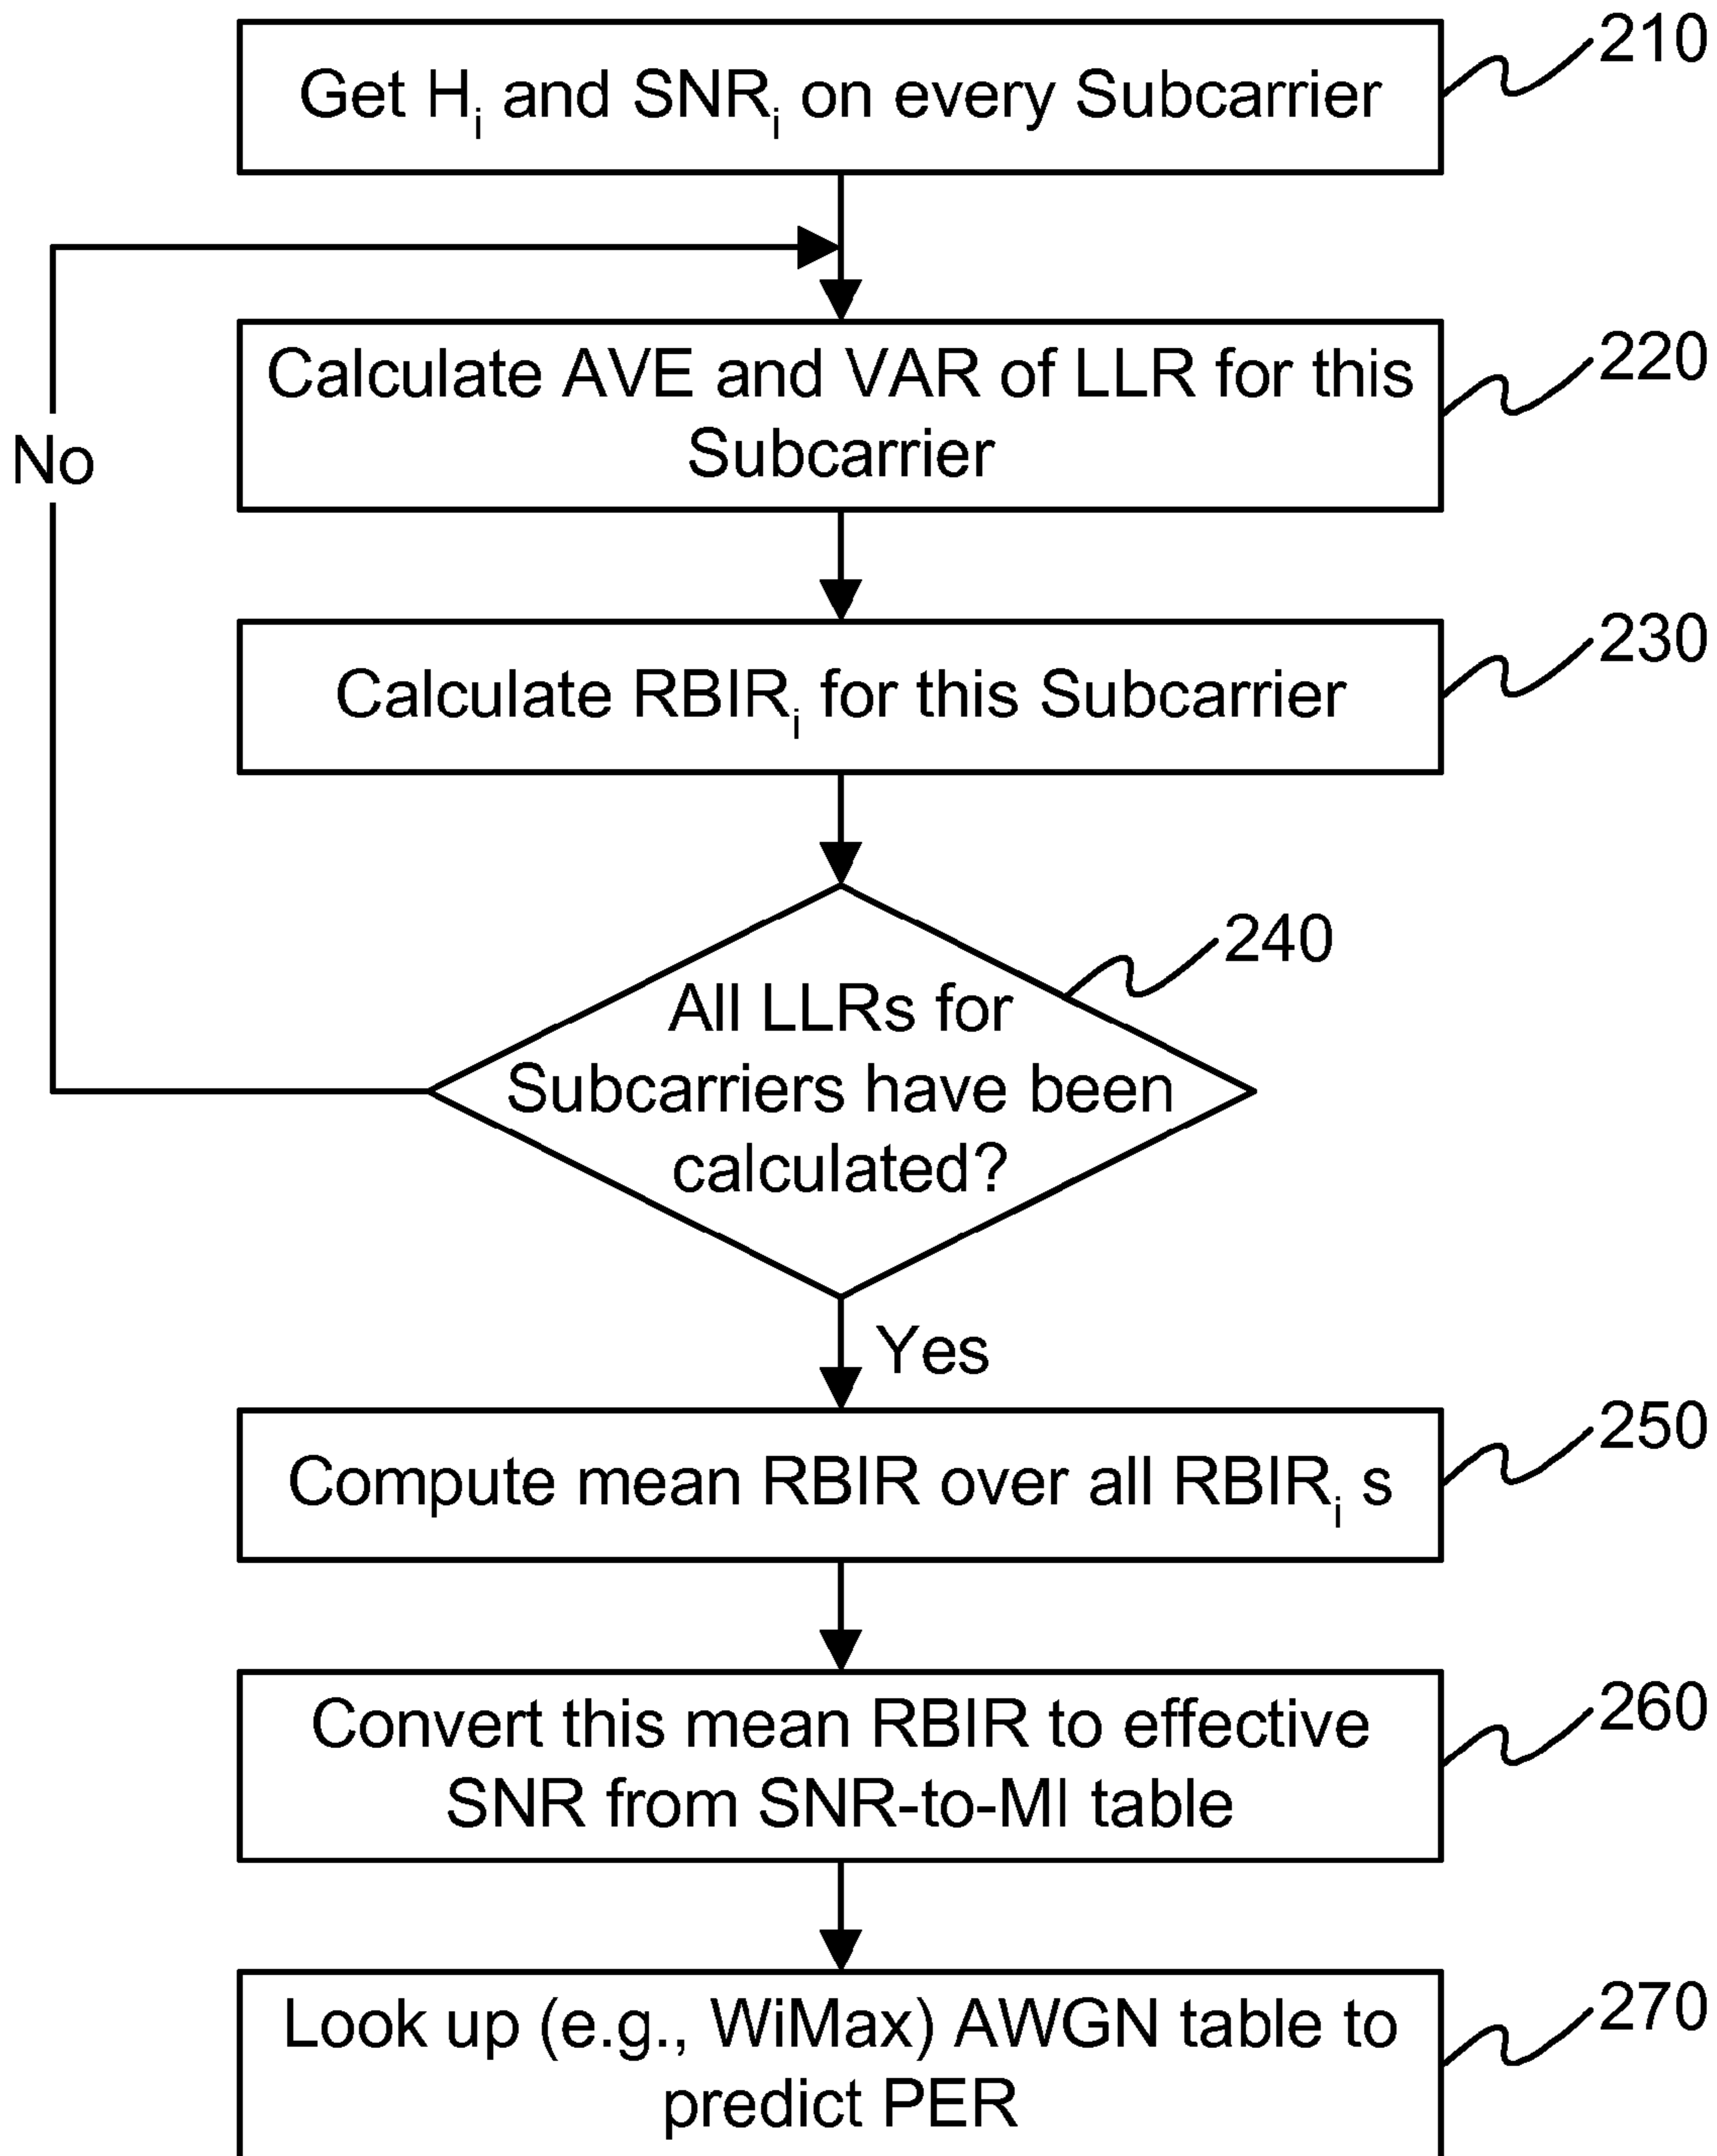 210
Get Hi and SNRi on every Subcarrier
220
Calculate AVE and VAR of LLR for this
Subcarrier
No
230
Calculate RBIRi for this Subcarrier
240
All LLRs for
Subcarriers have been
calculated?
Yes
250
Compute mean RBIR over all RBIRi s
260
Convert this mean RBIR to effective
SNR from SNR-to-MI table
270
Look up (e.g., WiMax) AWGN table to
predict PER